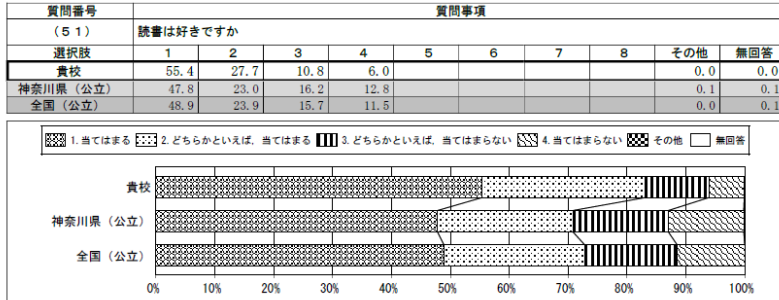 質問番号 質問事項
（５１） 読書は好きですか
選択肢 1 2 3 4 5 6 7 8 その他 無回答
貴校 55.4 27.7 10.8 6.0 0.0 0.0
神奈川県（公立） 47.8 23.0 16.2 12.8 0.1 0.1
全国（公立） 48.9 23.9 15.7 11.5 0.0 0.1
1.当てはまる 2.どちらかといえば，当てはまる 3.どちらかといえば，当てはまらない 4.当てはまらない その他 無回答
貴校
神奈川県（公立）
全国（公立）
0% 10% 20% 30% 40% 50% 60% 70% 80% 90% 100%